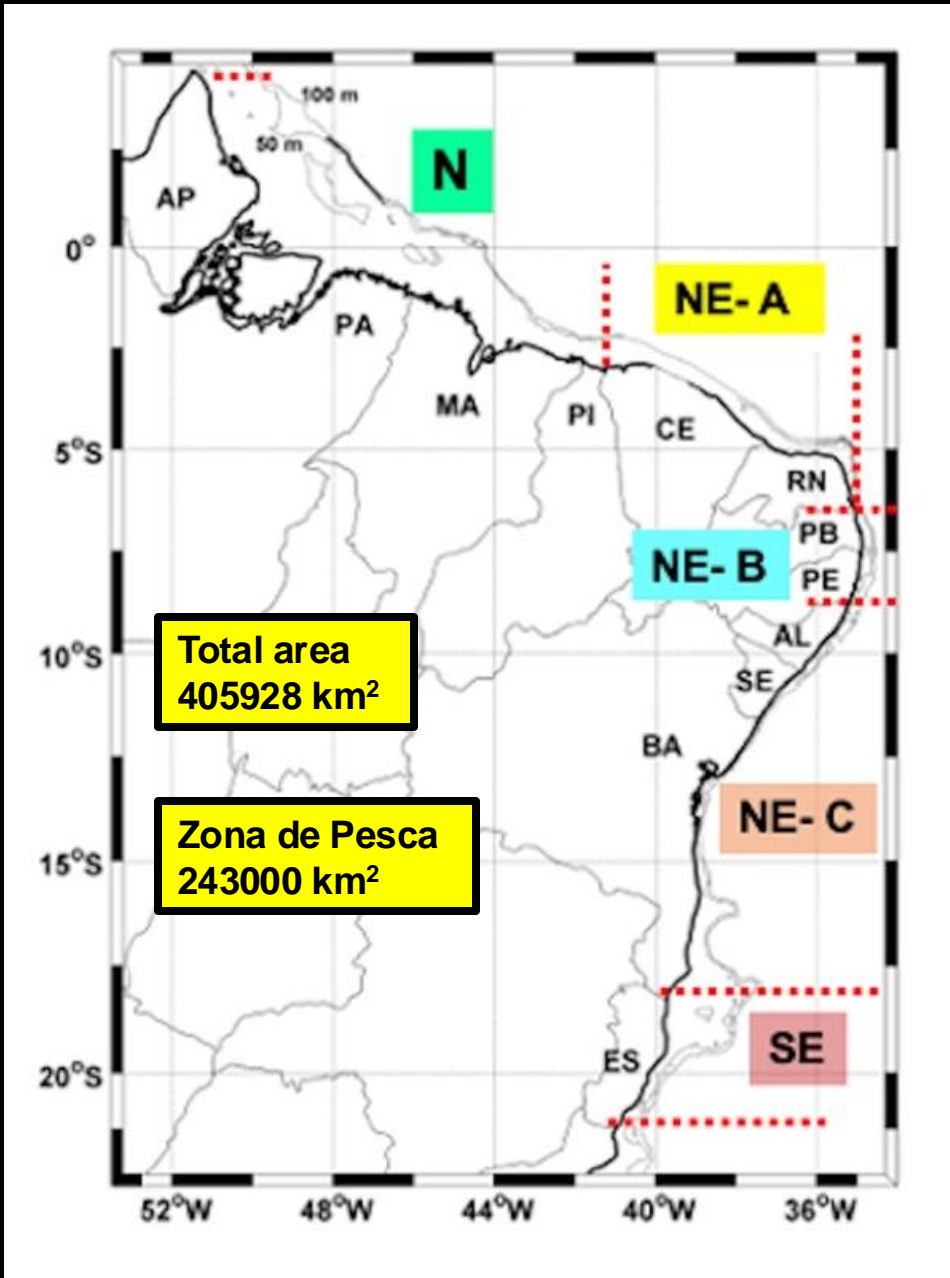 100 m
50 m
N
AP
0°
NE- A
PA
MA
PI
CE
5°S
RN
PB
NE- B
PE
Total area
405928 km²
AL
10°S
SE
BA
Zona de Pesca
243000 km²
NE- C
15°S
SE
ES
20°S
52°W 48°W 44°W 40°W 36°W